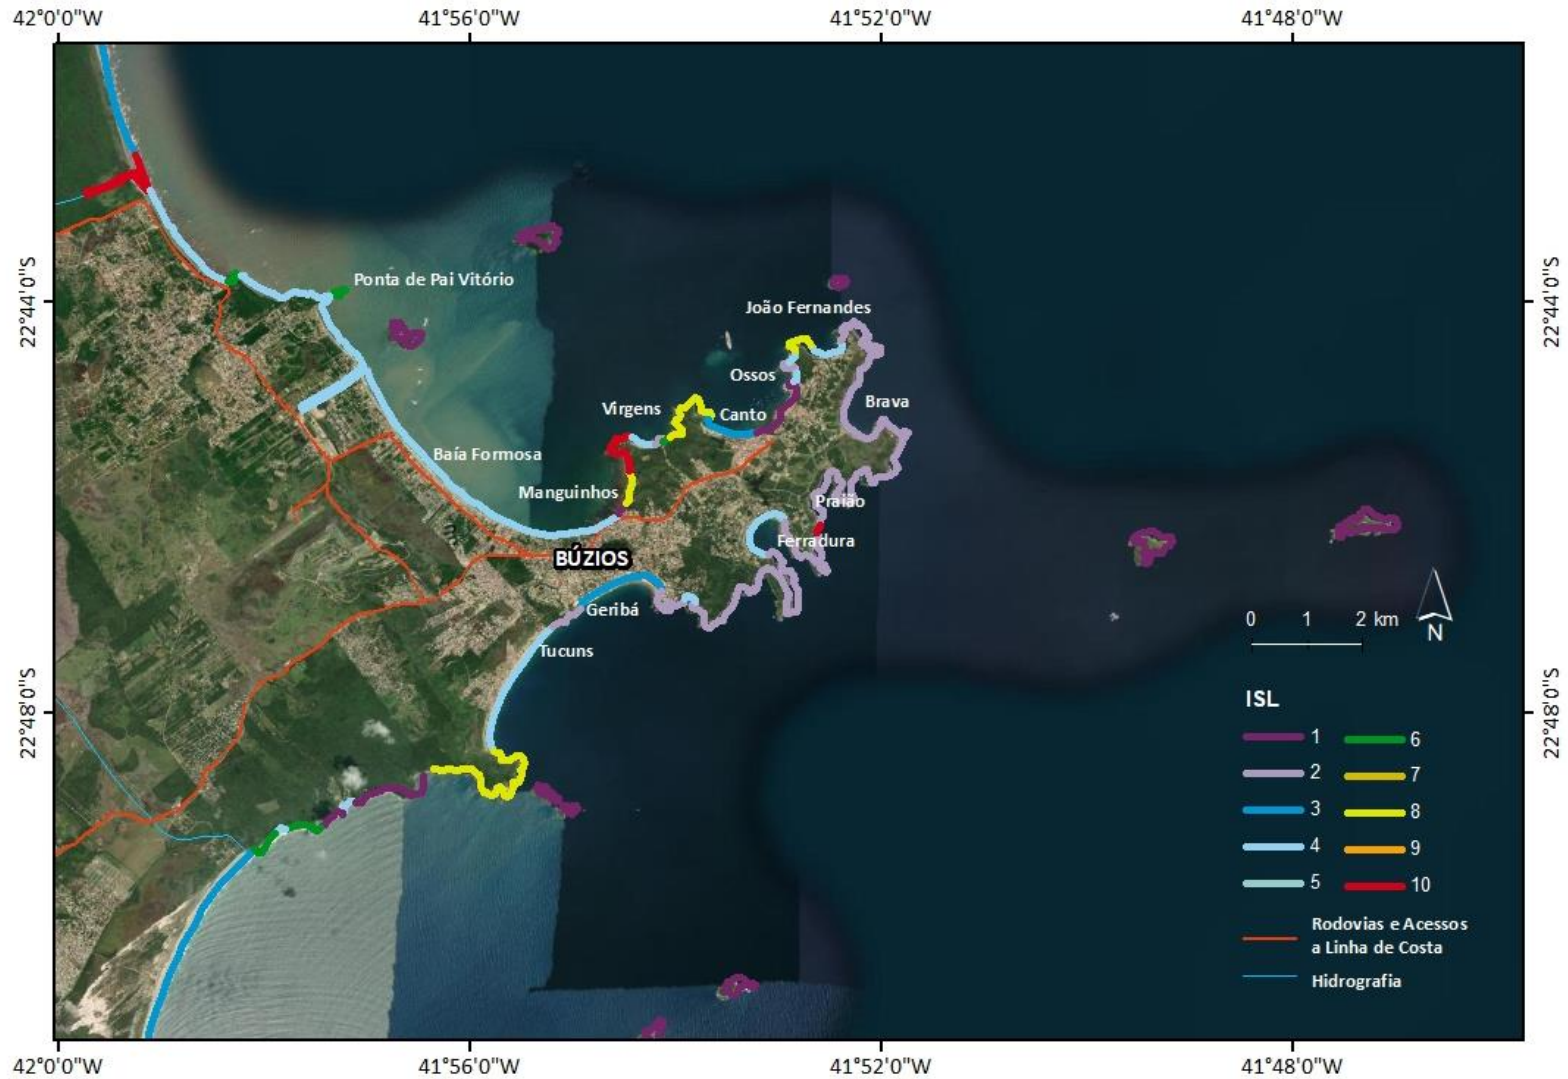 42°0'0"W 41°56'0"W 41°52'0"W 41°48'0"W
22°44'0"S
22°44'0"S
Ponta de Pai Vitório
João Fernandes
Ossos
Brava
Virgens
Canto
Baía Formosa
Manguinhos
Praião
Ferradura
BÚZIOS
Geribá
Tucuns
0 1 2 km
N
22°48'0"S
22°48'0"S
ISL
1 6
2 7
3 8
4 9
5 10
Rodovias e Acessos
a Linha de Costa
Hidrografia
42°0'0"W 41°56'0"W 41°52'0"W 41°48'0"W